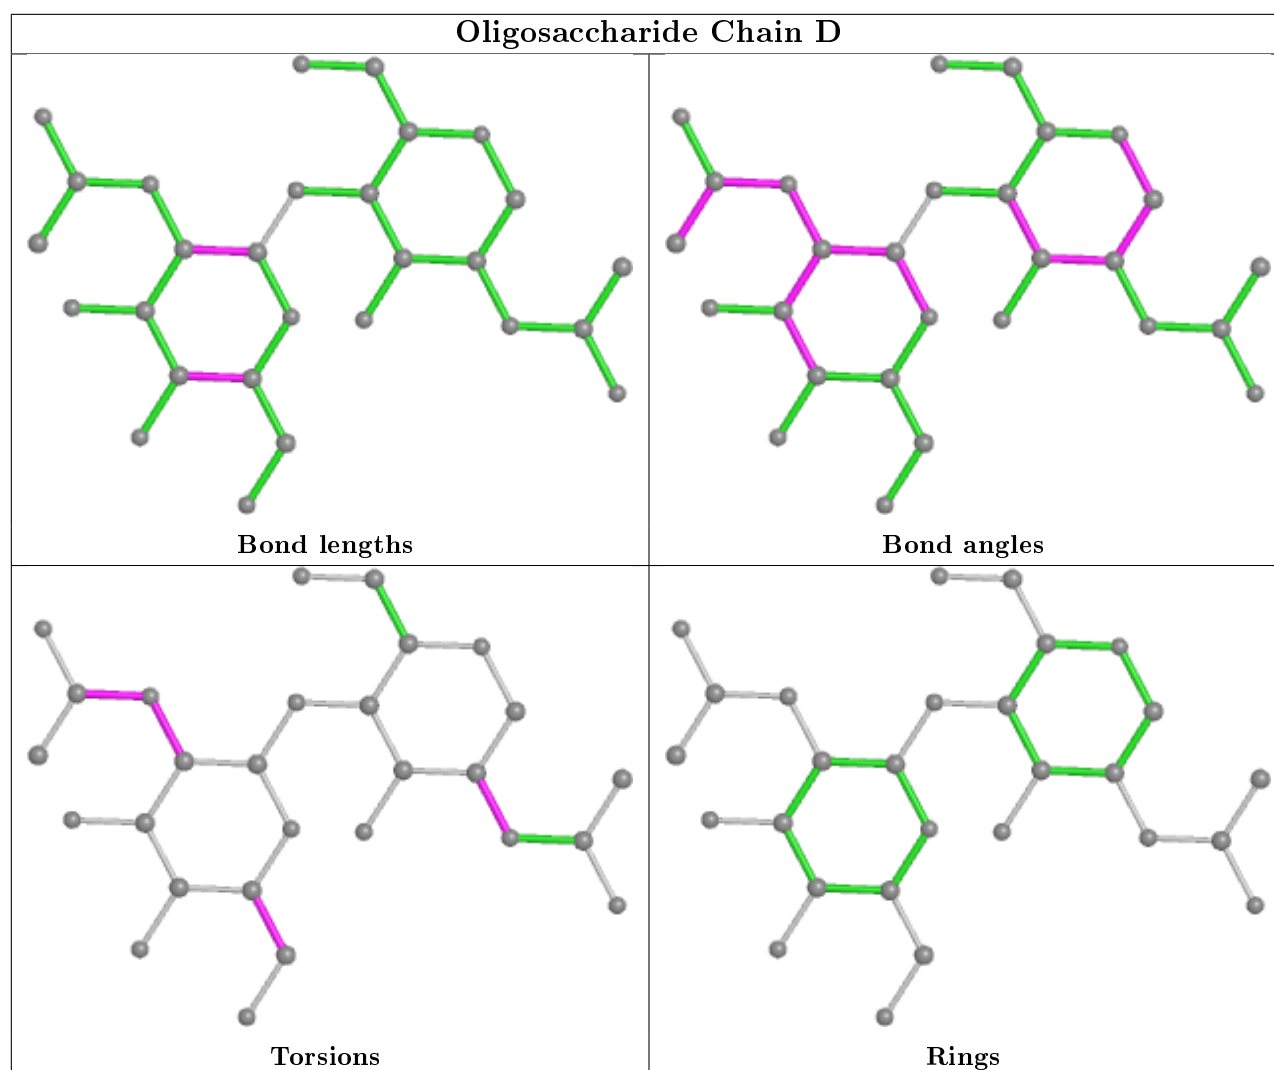 Oligosaccharide Chain D
Bond lengths
Bond angles
Torsions
Rings